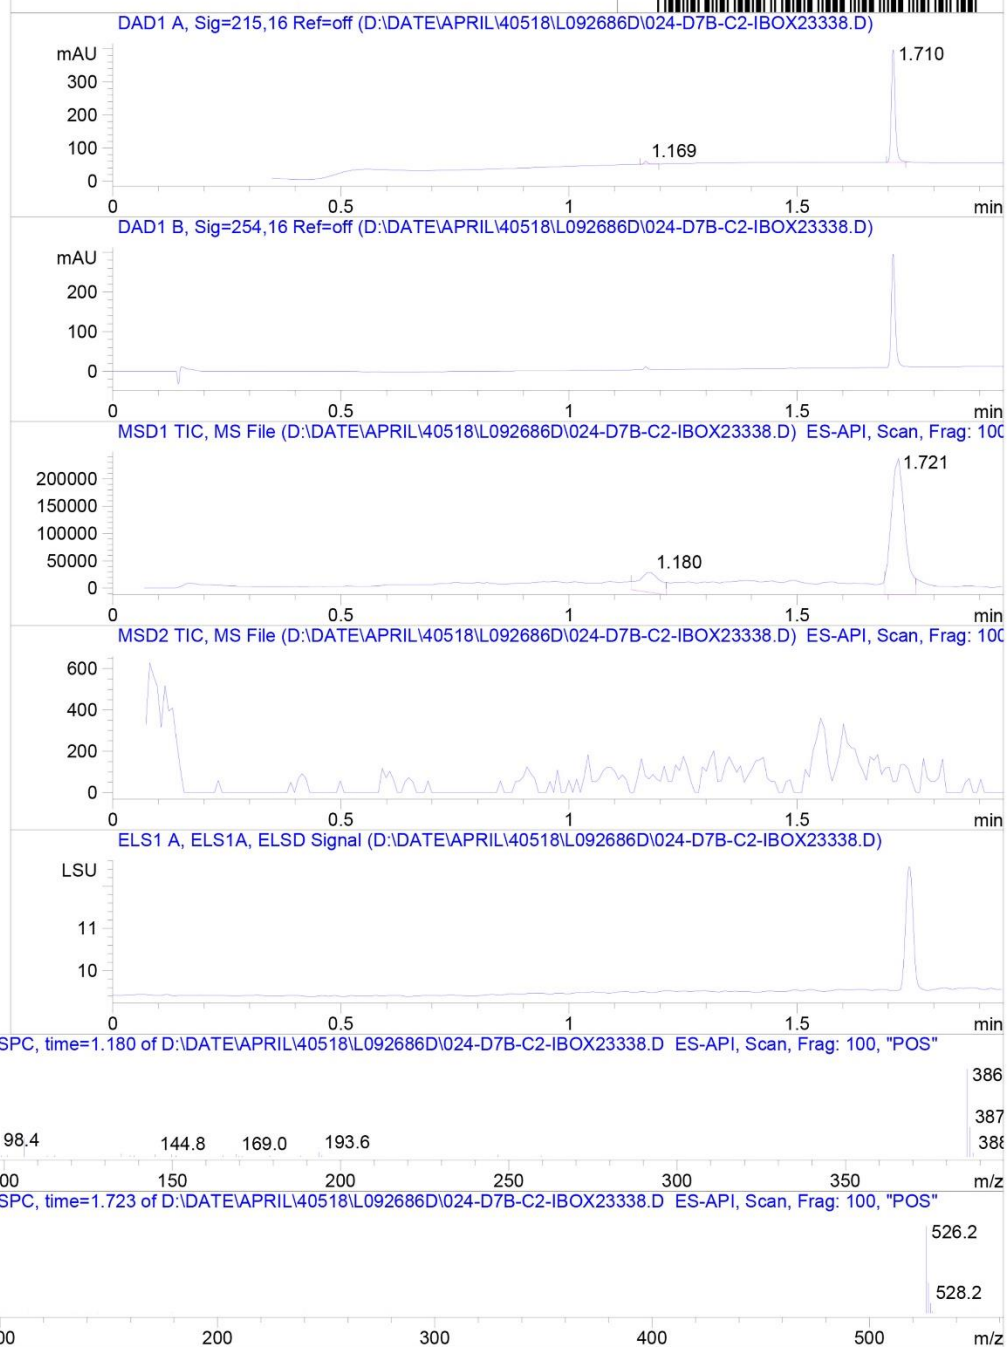 DAD1 A, Sig=215,16 Ref=off (D:\DATE\APRIL\40518\L092686D\024-D7B-C2-IBOX23338.D)
mAU
300
200
100
0
1.169
1.710
0 0.5 1 1.5 min
DAD1 B, Sig=254,16 Ref=off (D:\DATE\APRIL\40518\L092686D\024-D7B-C2-IBOX23338.D)
mAU
200
100
0
0 0.5 1 1.5 min
MSD1 TIC, MS File (D:\DATE\APRIL\40518\L092686D\024-D7B-C2-IBOX23338.D) ES-API, Scan, Frag: 100
200000
150000
100000
50000
0
1.180
1.721
0 0.5 1 1.5 min
MSD2 TIC, MS File (D:\DATE\APRIL\40518\L092686D\024-D7B-C2-IBOX23338.D) ES-API, Scan, Frag: 100
600
400
200
0
0 0.5 1 1.5 min
ELS1 A, ELS1A, ELSD Signal (D:\DATE\APRIL\40518\L092686D\024-D7B-C2-IBOX23338.D)
LSU
11
10
0 0.5 1 1.5 min
SPC, time=1.180 of D:\DATE\APRIL\40518\L092686D\024-D7B-C2-IBOX23338.D ES-API, Scan, Frag: 100, "POS"
386
387
388
98.4 144.8 169.0 193.6
00 150 200 250 300 350 m/z
SPC, time=1.723 of D:\DATE\APRIL\40518\L092686D\024-D7B-C2-IBOX23338.D ES-API, Scan, Frag: 100, "POS"
526.2
528.2
00 200 300 400 500 m/z